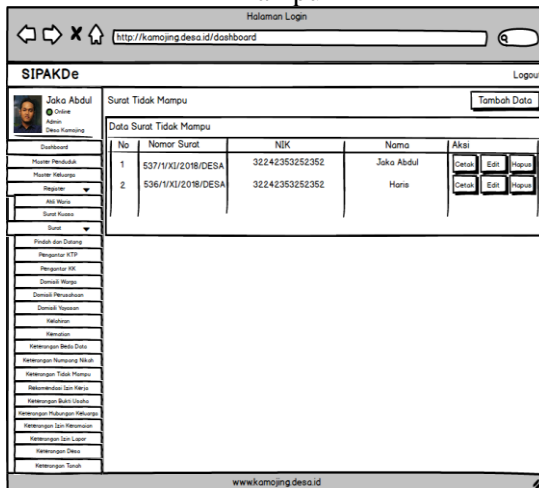 Halaman Login
http://kamojing.desa.id/dashboard
SIPAKDe
Logout
Jaka Abdul
Online
Admin
Desa Kamojing
Dashboard
Master Penduduk
Master Keluarga
Register
Ahli Waris
Surat Kuasa
Surat
Pindah dan Datang
Pengantar KTP
Pengantar KK
Domisili Warga
Domisili Perusahaan
Domisili Yayasan
Kelahiran
Kematian
Keterangan Beda Data
Keterangan Numpang Nikah
Keterangan Tidak Mampu
Rekomendasi Izin Kerja
Keterangan Bukti Usaha
Keterangan Hubungan Keluarga
Keterangan Izin Keramaian
Keterangan Izin Lapor
Keterangan Desa
Keterangan Tanah
Surat Tidak Mampu
Tambah Data
Data Surat Tidak Mampu
No Nomor Surat NIK Nama Aksi
1 537/1/XI/2018/DESA 32242353252352 Jaka Abdul Cetak Edit Hapus
2 536/1/XI/2018/DESA 32242353252352 Haris Cetak Edit Hapus
www.kamojing.desa.id